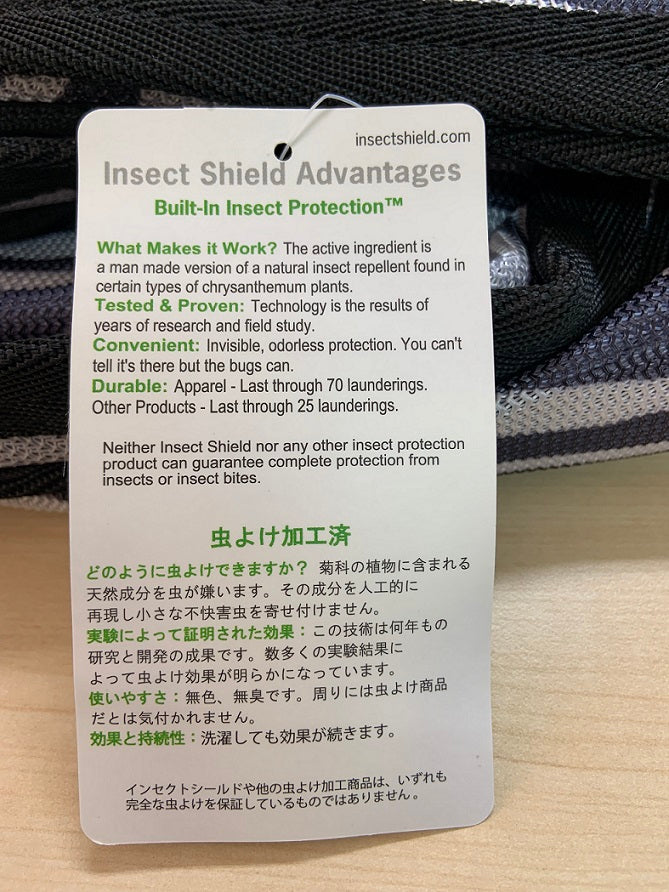 insectshield.com
Insect Shield Advantages
Built-In Insect Protection™
What Makes it Work? The active ingredient is
a man made version of a natural insect repellent found in
certain types of chrysanthemum plants.
Tested & Proven: Technology is the results of
years of research and field study.
Convenient: Invisible, odorless protection. You can't
tell it's there but the bugs can.
Durable: Apparel - Last through 70 launderings.
Other Products - Last through 25 launderings.
Neither Insect Shield nor any other insect protection
product can guarantee complete protection from
insects or insect bites.
虫よけ加工済
どのように虫よけできますか？ 菊科の植物に含まれる
天然成分を虫が嫌います。その成分を人工的に
再現し小さな不快害虫を寄せ付けません。
実験によって証明された効果：この技術は何年もの
研究と開発の成果です。数多くの実験結果に
よって虫よけ効果が明らかになっています。
使いやすさ：無色、無臭です。周りには虫よけ商品
だとは気付かれません。
効果と持続性：洗濯しても効果が続きます。
インセクトシールドや他の虫よけ加工商品は、いずれも
完全な虫よけを保証しているものではありません。